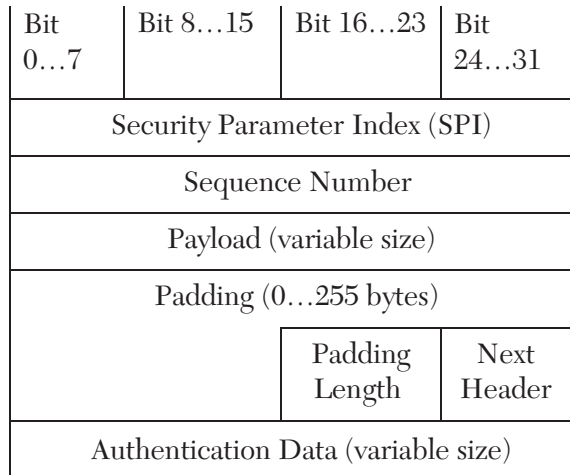 Bit
0…7
Bit 8…15
Bit 16…23
Bit
24…31
Security Parameter Index (SPI)
Sequence Number
Payload (variable size)
Padding (0…255 bytes)
Padding
Length
Next
Header
Authentication Data (variable size)